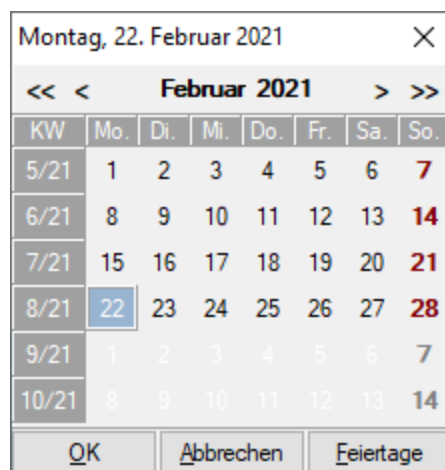 Montag, 22. Februar 2021
<< < Februar 2021 > >>
KW Mo. Di. Mi. Do. Fr. Sa. So.
5/21 1 2 3 4 5 6 7
6/21 8 9 10 11 12 13 14
7/21 15 16 17 18 19 20 21
8/21 22 23 24 25 26 27 28
9/21 1 2 3 4 5 6 7
10/21 8 9 10 11 12 13 14
OK Abbrechen Feiertage